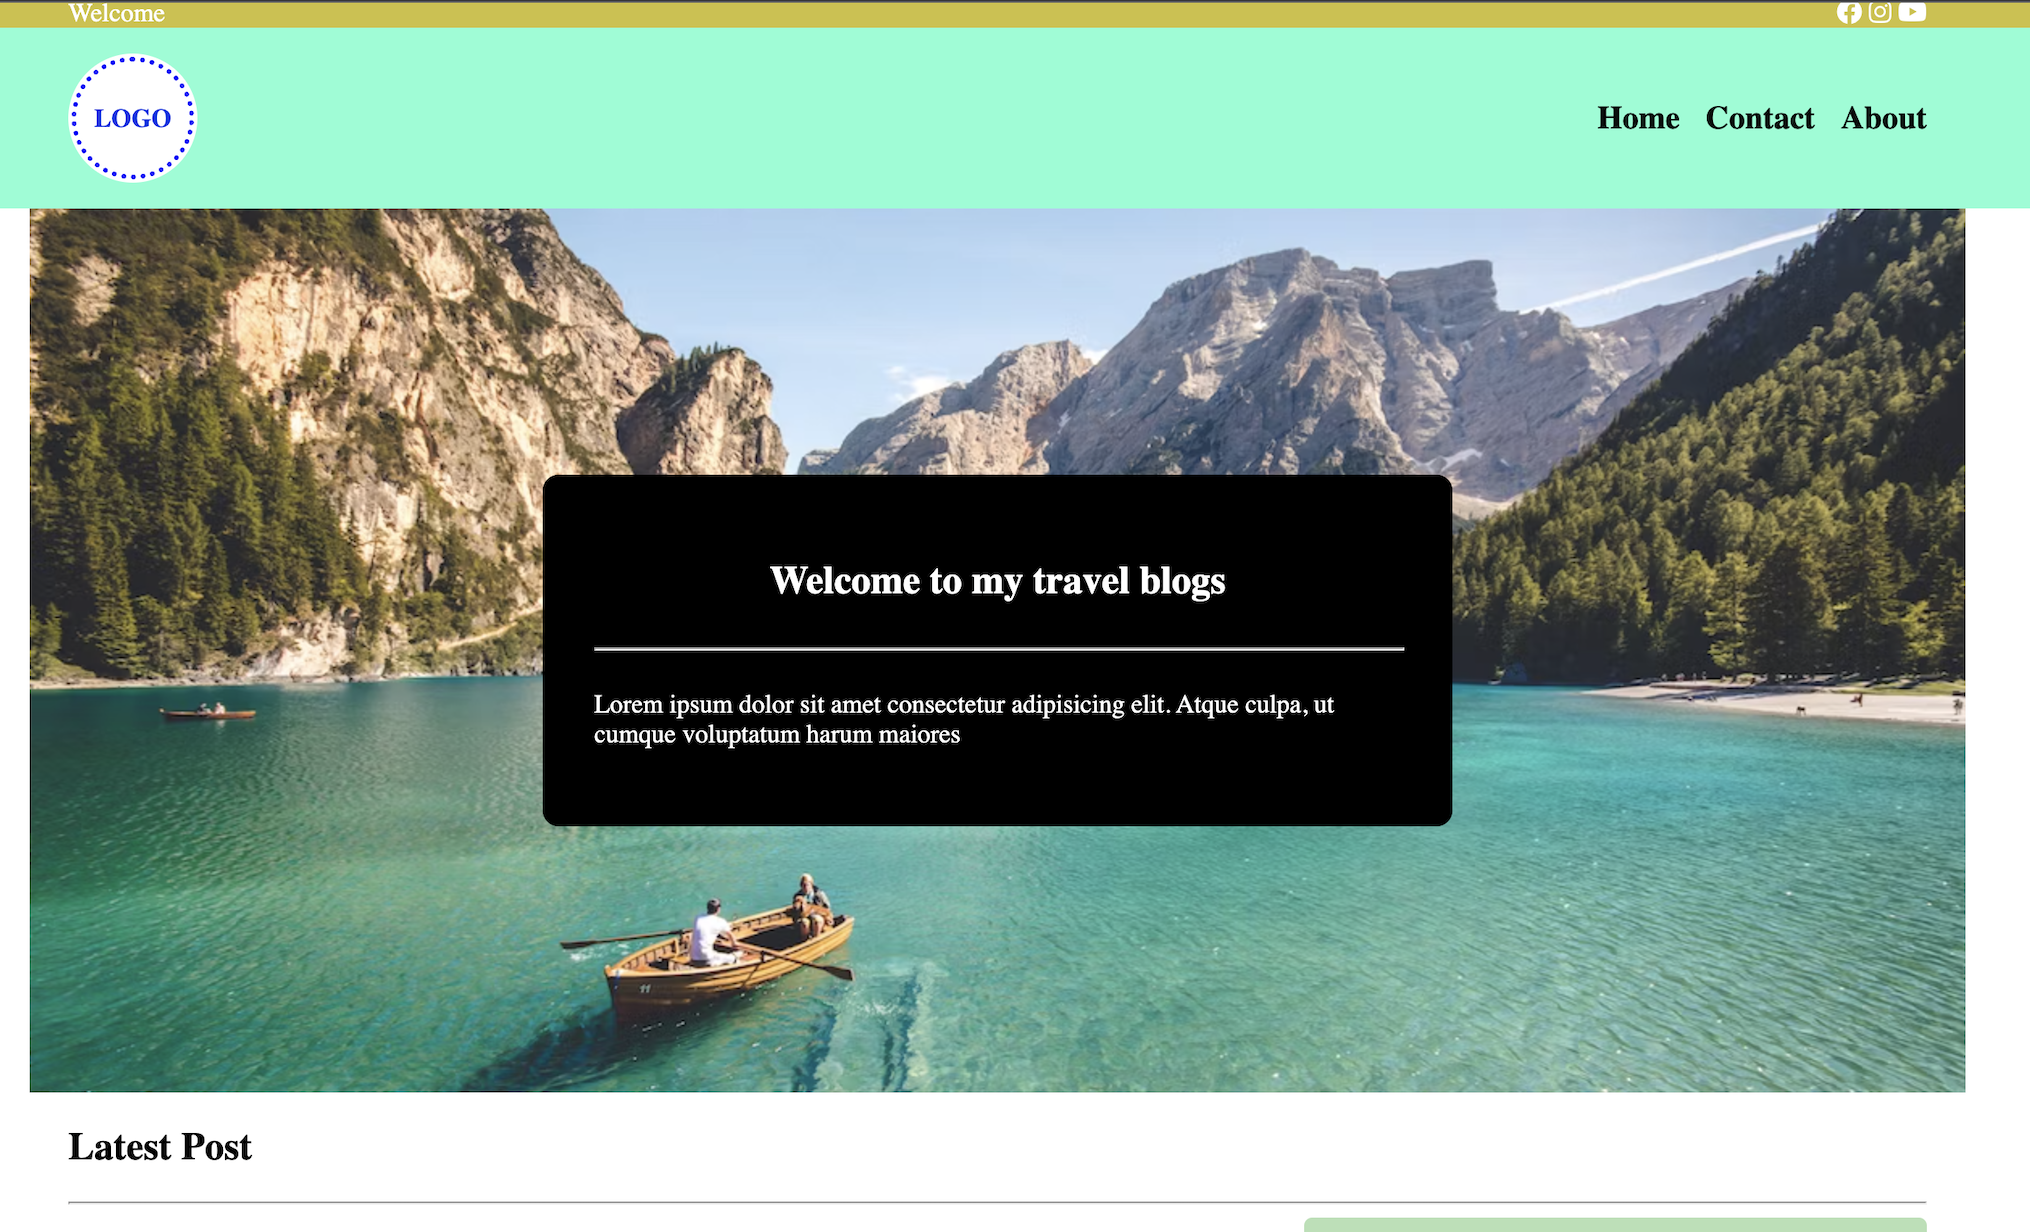 Welcome
LOGO
Home Contact About
Welcome to my travel blogs
Lorem ipsum dolor sit amet consectetur adipisicing elit. Atque culpa, ut
cumque voluptatum harum maiores
11
Latest Post